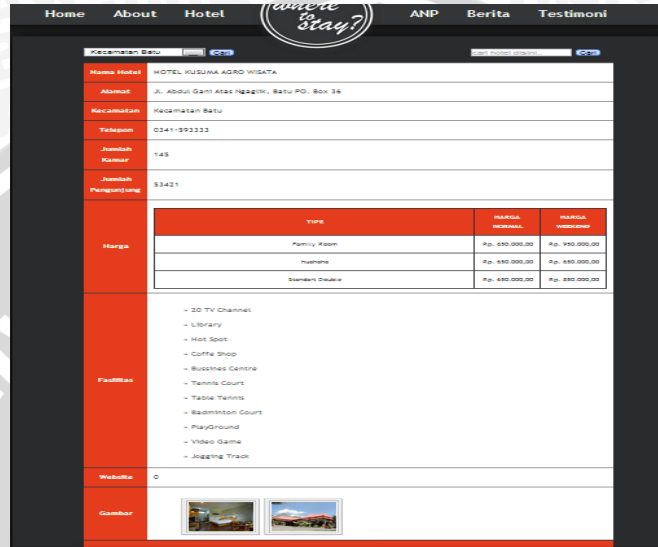 Home About Hotel where to stay? ANP Berita Testimoni
Kecamatan Batu Cari cari hotel disini... Cari
Nama Hotel HOTEL KUSUMA AGRO WISATA
Alamat JL. Abdul Gani Atas Ngaglik, Batu PO. Box 36
Kecamatan Kecamatan Batu
Telepon 0341-593333
Jumlah Kamar 145
Jumlah Pengunjung 53421
Harga
TIPE HARGA NORMAL HARGA WEEKEND
Family Room Rp. 650.000,00 Rp. 950.000,00
Rp. 650.000,00 Rp. 650.000,00
Standart Double Rp. 650.000,00 Rp. 850.000,00
Fasilitas
- 20 TV Channel
- Library
- Hot Spot
- Coffe Shop
- Bussines Centre
- Tennis Court
- Table Tennis
- Badminton Court
- PlayGround
- Video Game
- Jogging Track
Website 0
Gambar